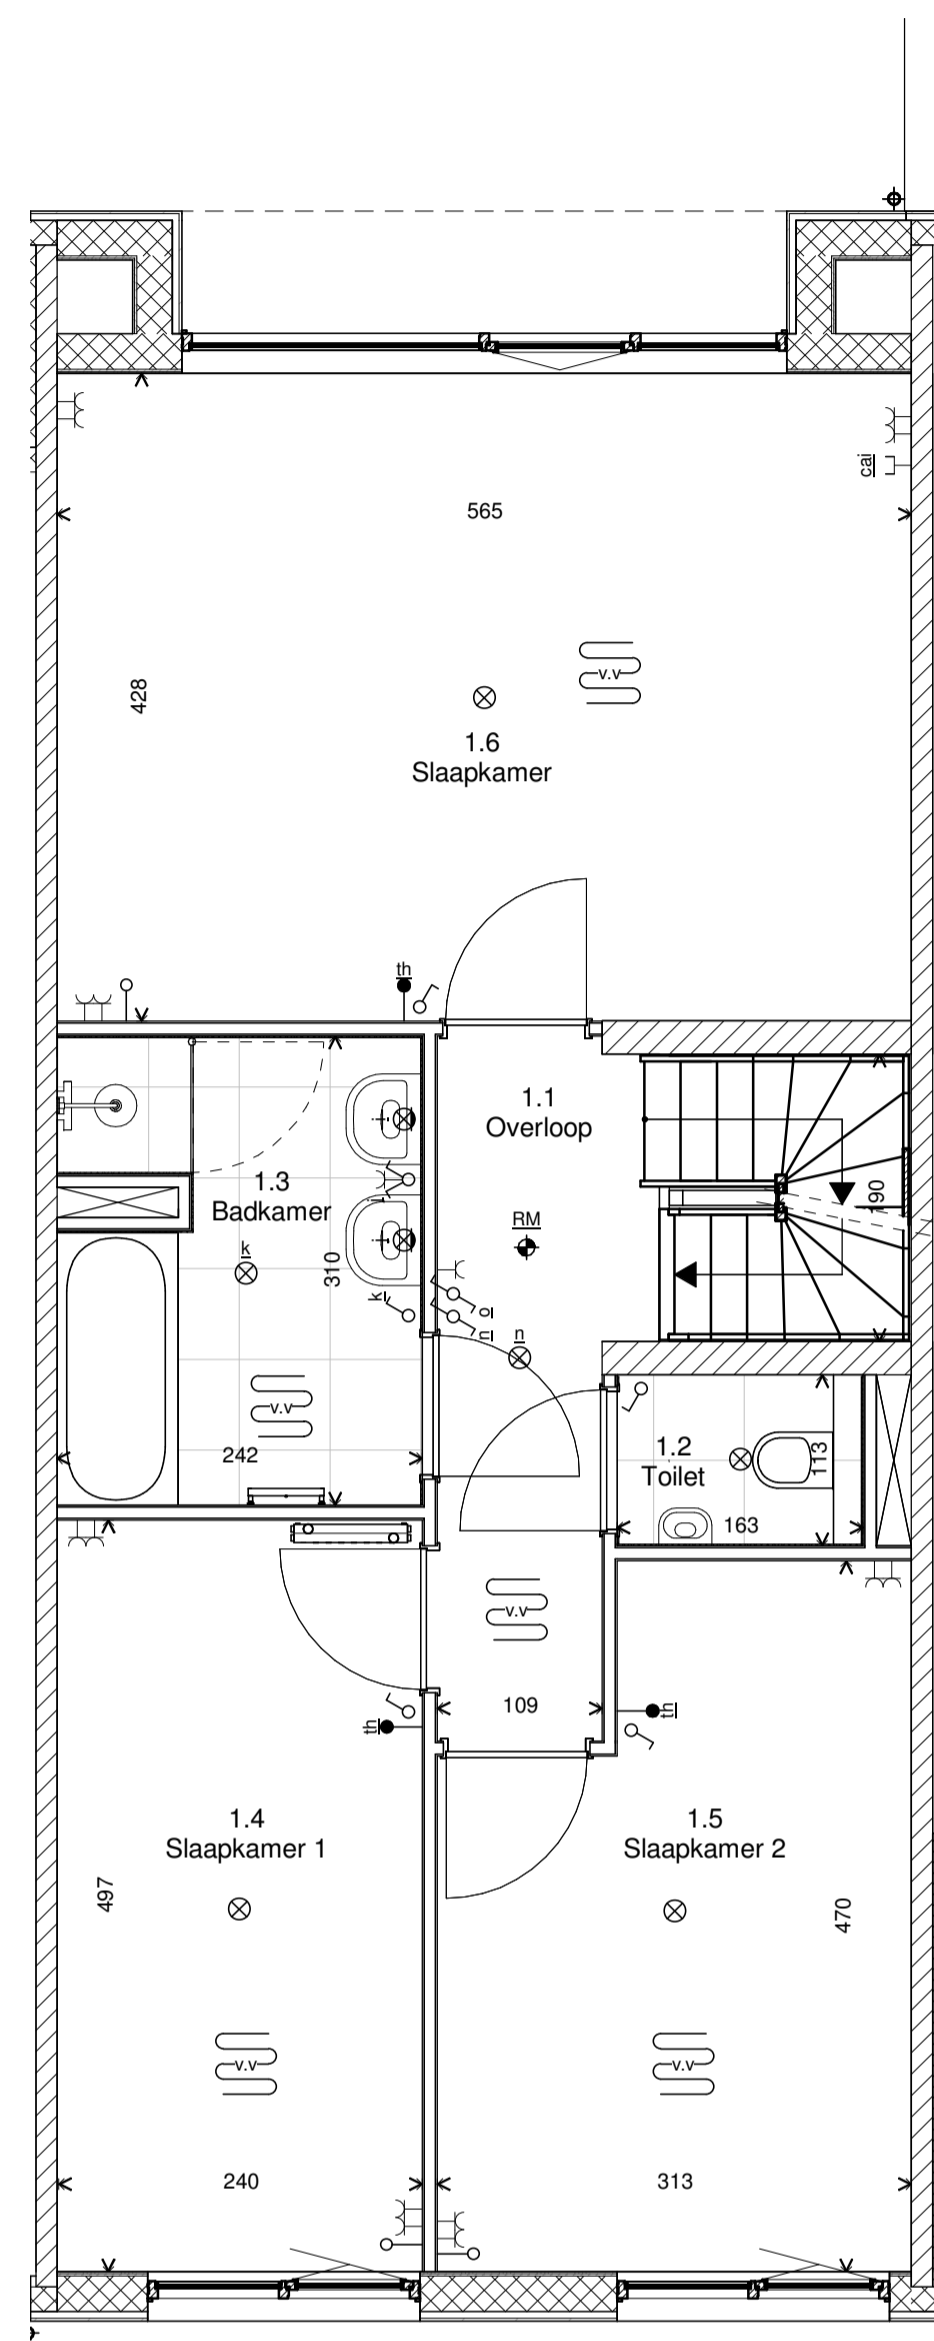 cai
565
v.v
428
1.6
Slaapkamer
th
1.1
Overloop
1.3
Badkamer
190
RM
k
310
k
o
n
n
v.v
242
1.2
Toilet
113
163
v.v
109
th
th
1.4
Slaapkamer 1
1.5
Slaapkamer 2
497
470
v.v
v.v
240
313